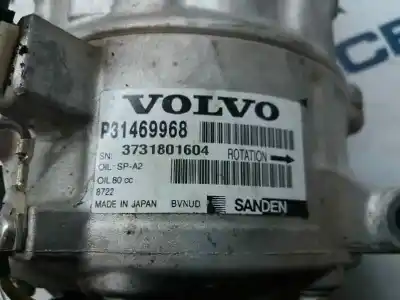 VOLVO
P31469968
SN: 3731801604 ROTATION
OIL: SP-A2
OIL 80 cc
8722
MADE IN JAPAN BVNUD SANDEN